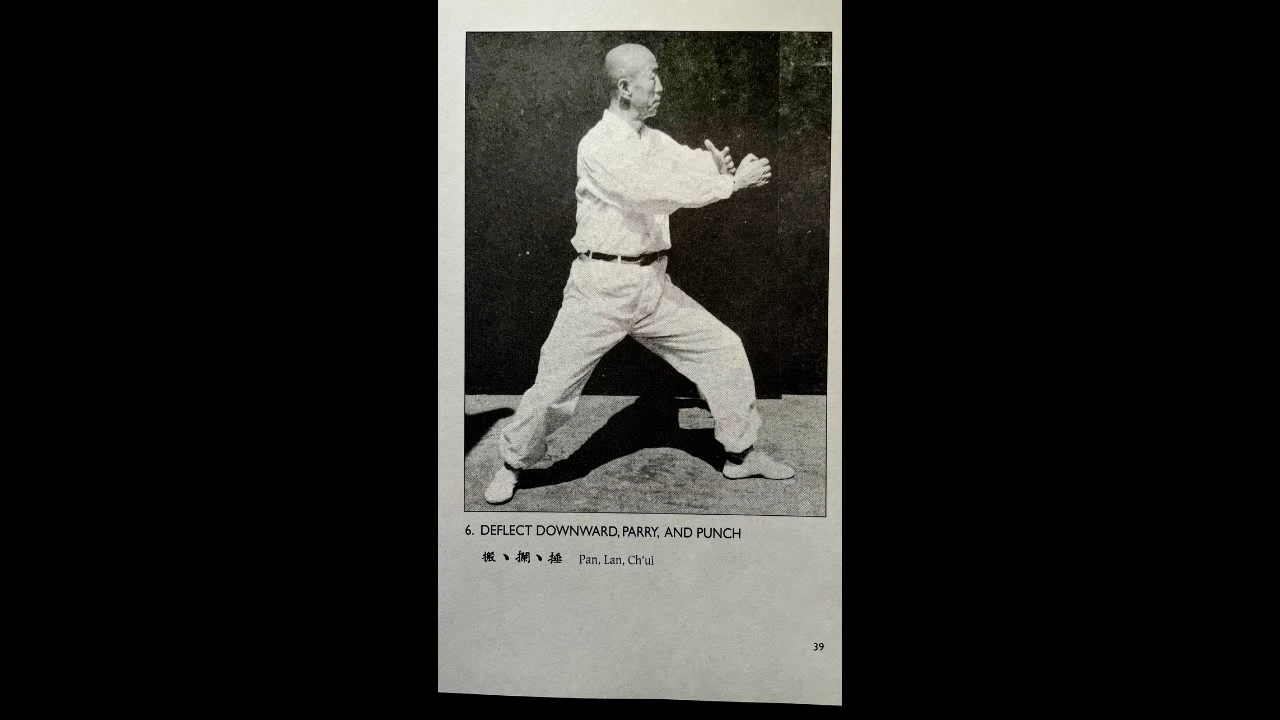 6. DEFLECT DOWNWARD, PARRY, AND PUNCH
搬、攔、捶 Pan, Lan, Ch'ui
39